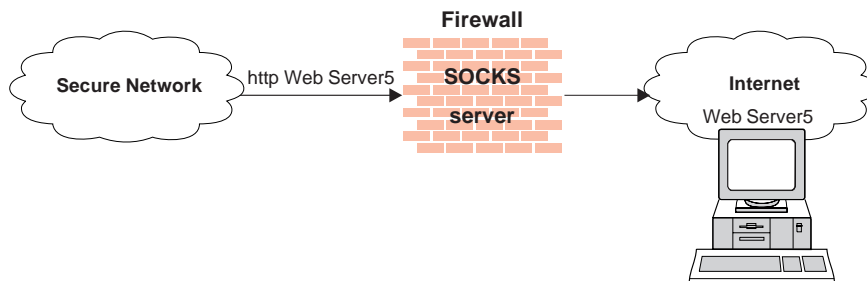 Firewall
Secure Network
http Web Server5
SOCKS
server
Internet
Web Server5